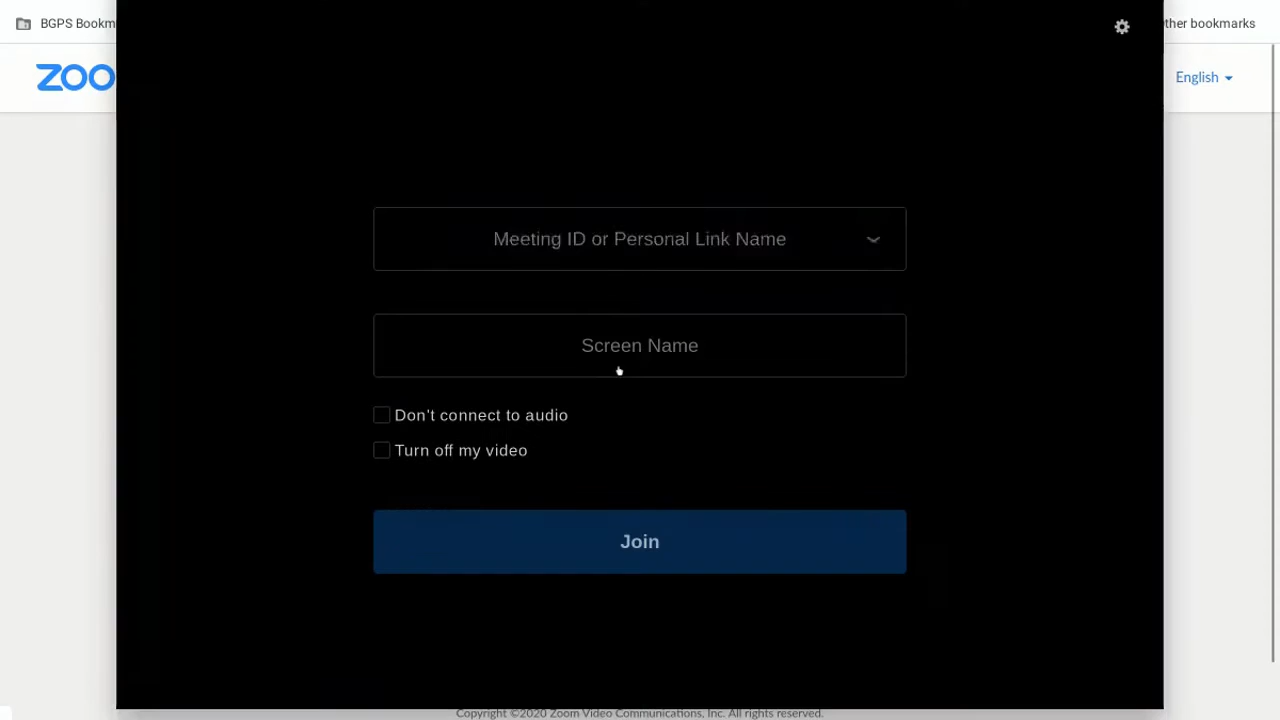 BGPS Bookm
ther bookmarks
ZOO
English
Meeting ID or Personal Link Name
Screen Name
Don't connect to audio
Turn off my video
Join
Copyright ©2020 Zoom Video Communications, Inc. All rights reserved.